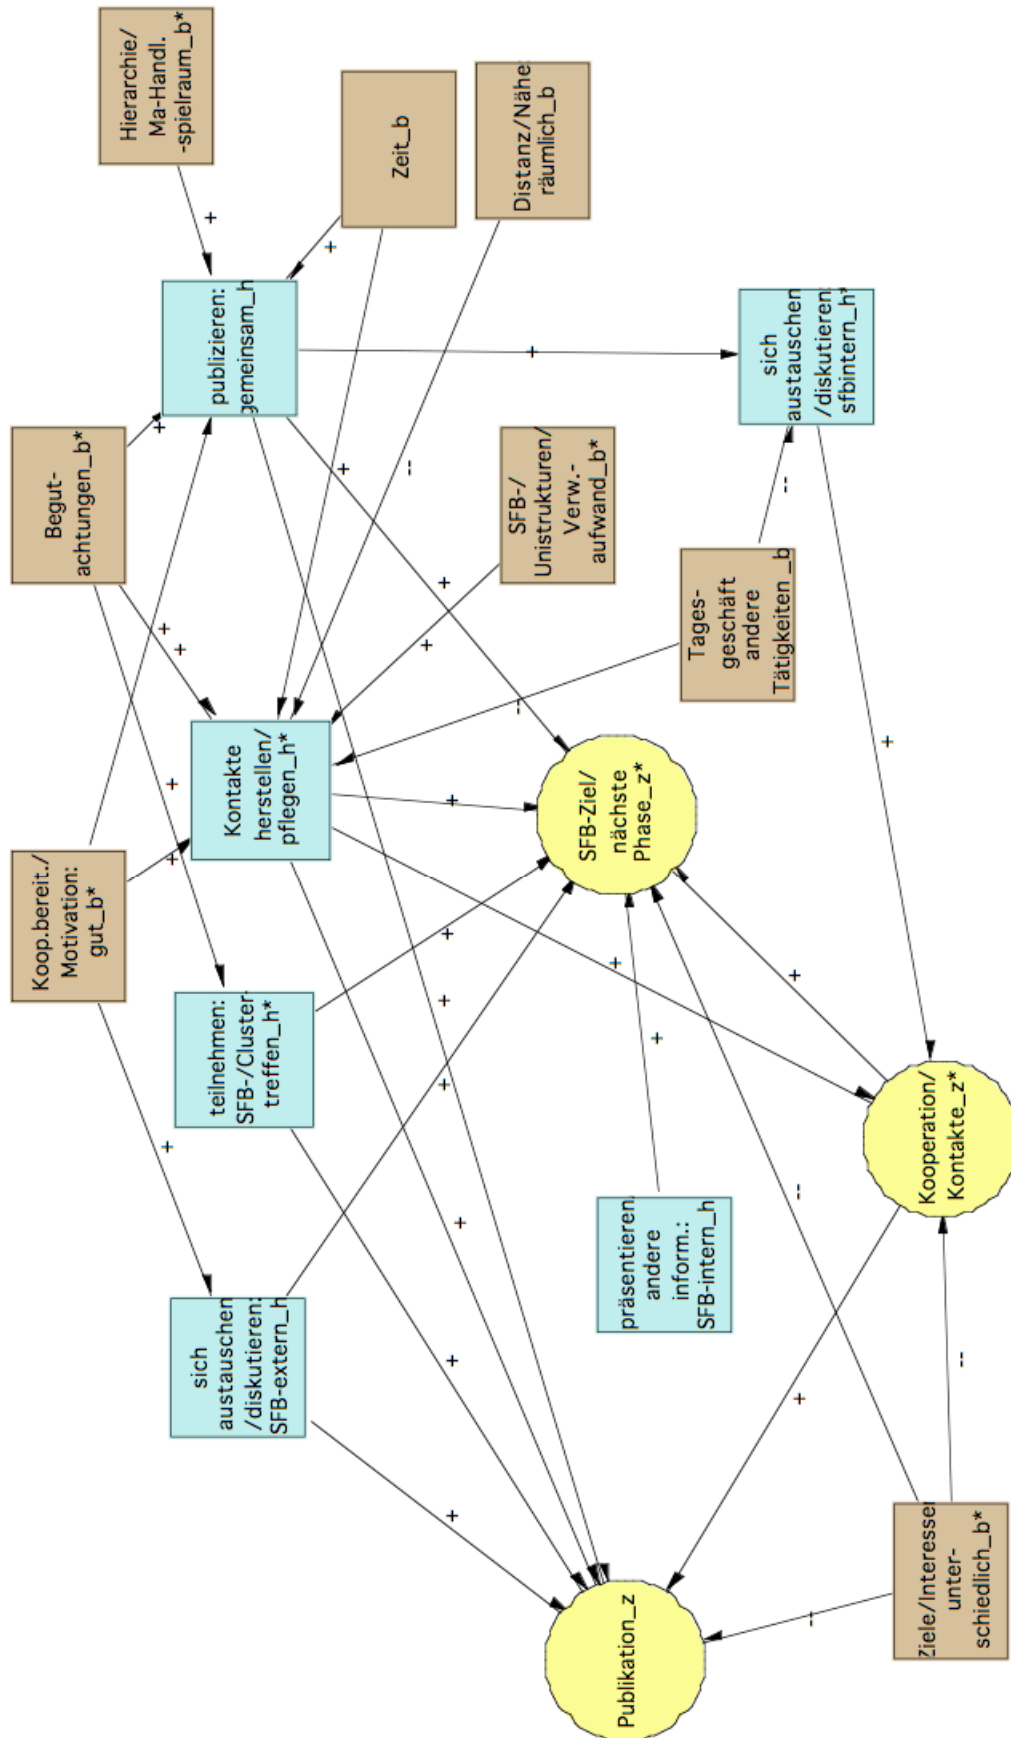 Hierarchie/
Ma-Handl.
-spielraum_b*
Zeit_b
Distanz/Nähe:
räumlich_b
publizieren:
gemeinsam_h
sich
austauschen
/diskutieren:
sfbintern_h*
Begut-
achtungen_b*
SFB-/
Unistrukturen/
Verw.-
aufwand_b*
Tages-
geschäft
andere
Tätigkeiten_b
Kontakte
herstellen/
pflegen_h*
SFB-Ziel/
nächste
Phase_z*
Koop.bereit./
Motivation:
gut_b*
teilnehmen:
SFB-/Cluster-
treffen_h*
Kooperation/
Kontakte_z*
präsentieren
andere
inform.:
SFB-intern_h
sich
austauschen
/diskutieren:
SFB-extern_h
Publikation_z
Ziele/Interessen
unter-
schiedlich_b*
+
+
+
+
+
--
+
--
+
+
+
+
--
+
+
+
+
+
+
+
+
+
+
+
--
+
+
--
+
--